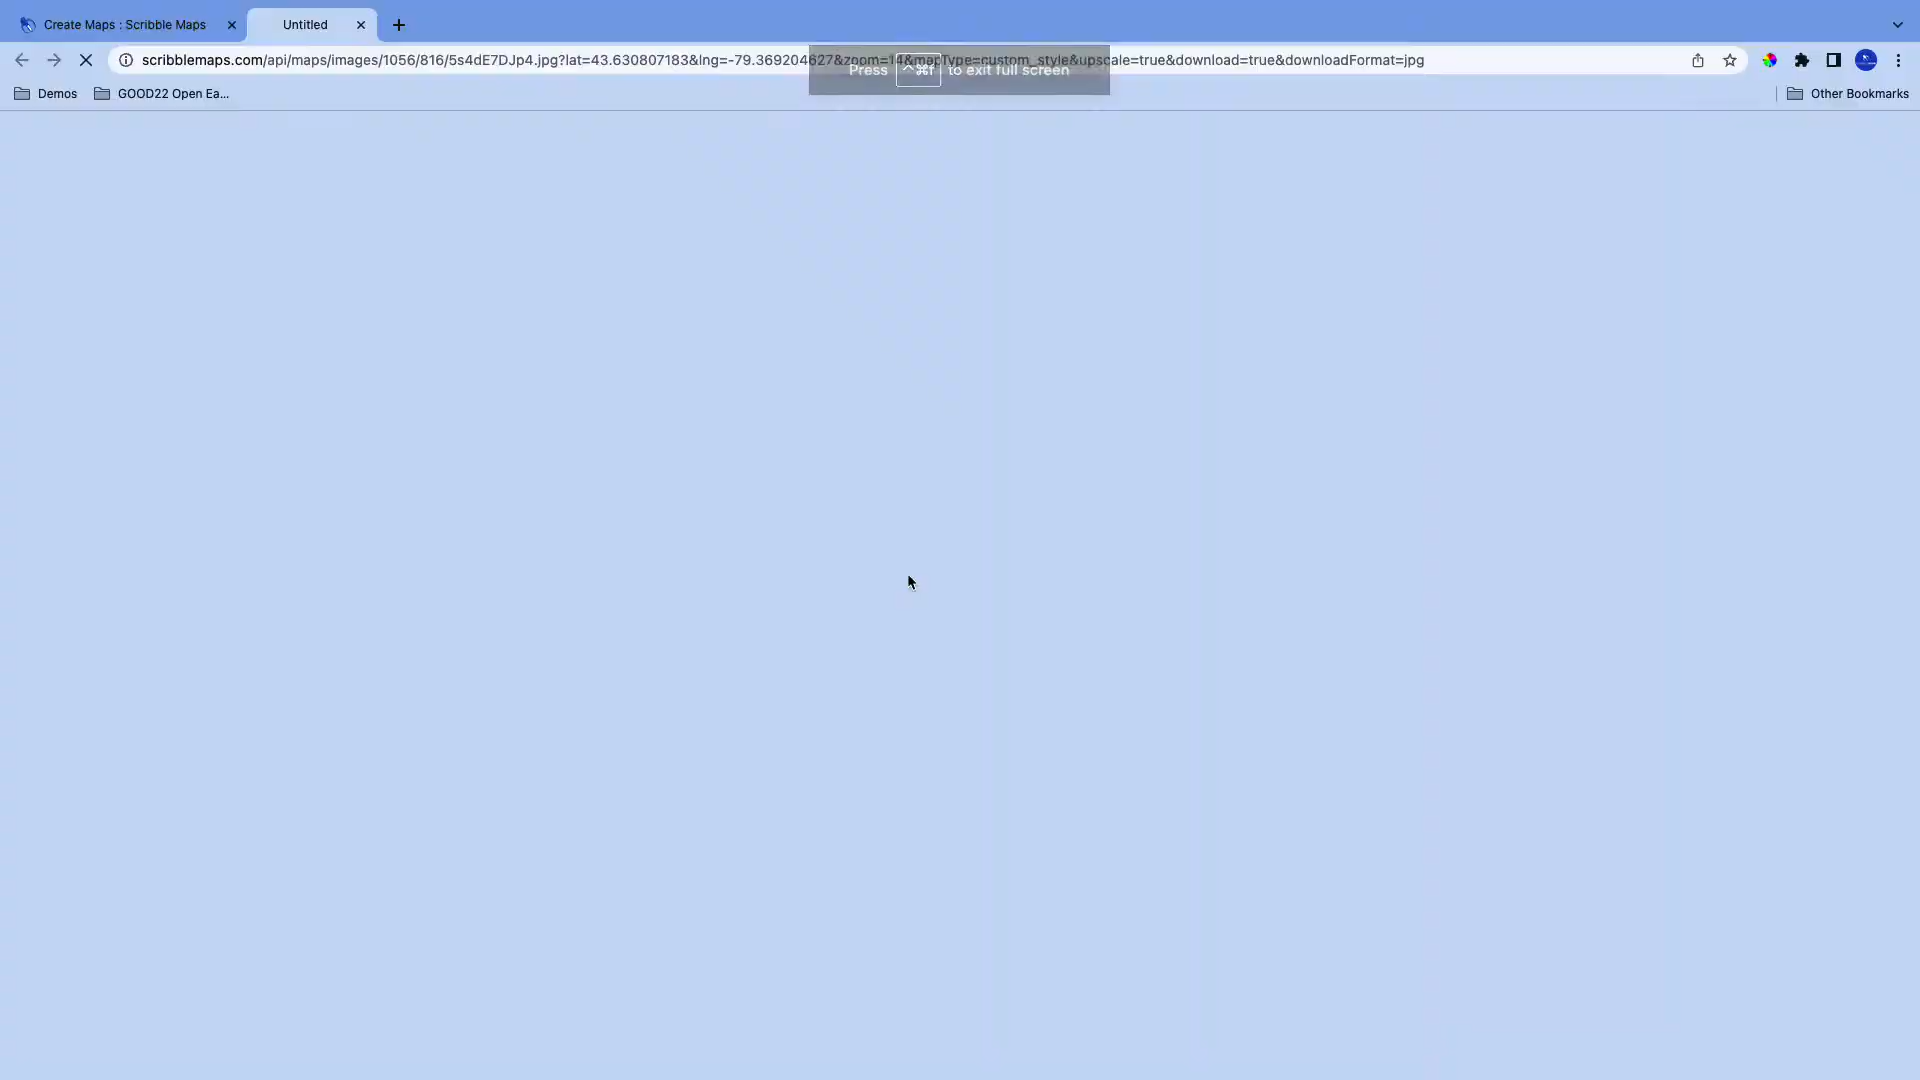 Create Maps : Scribble Maps
Untitled
scribblemaps.com/api/maps/images/1056/816/5s4dE7DJp4.jpg?lat=43.630807183&lng=-79.369204627&zoom=14&mapType=custom_style&upscale=true&download=true&downloadFormat=jpg
Press ^⌘f to exit full screen
Demos
GOOD22 Open Ea...
Other Bookmarks